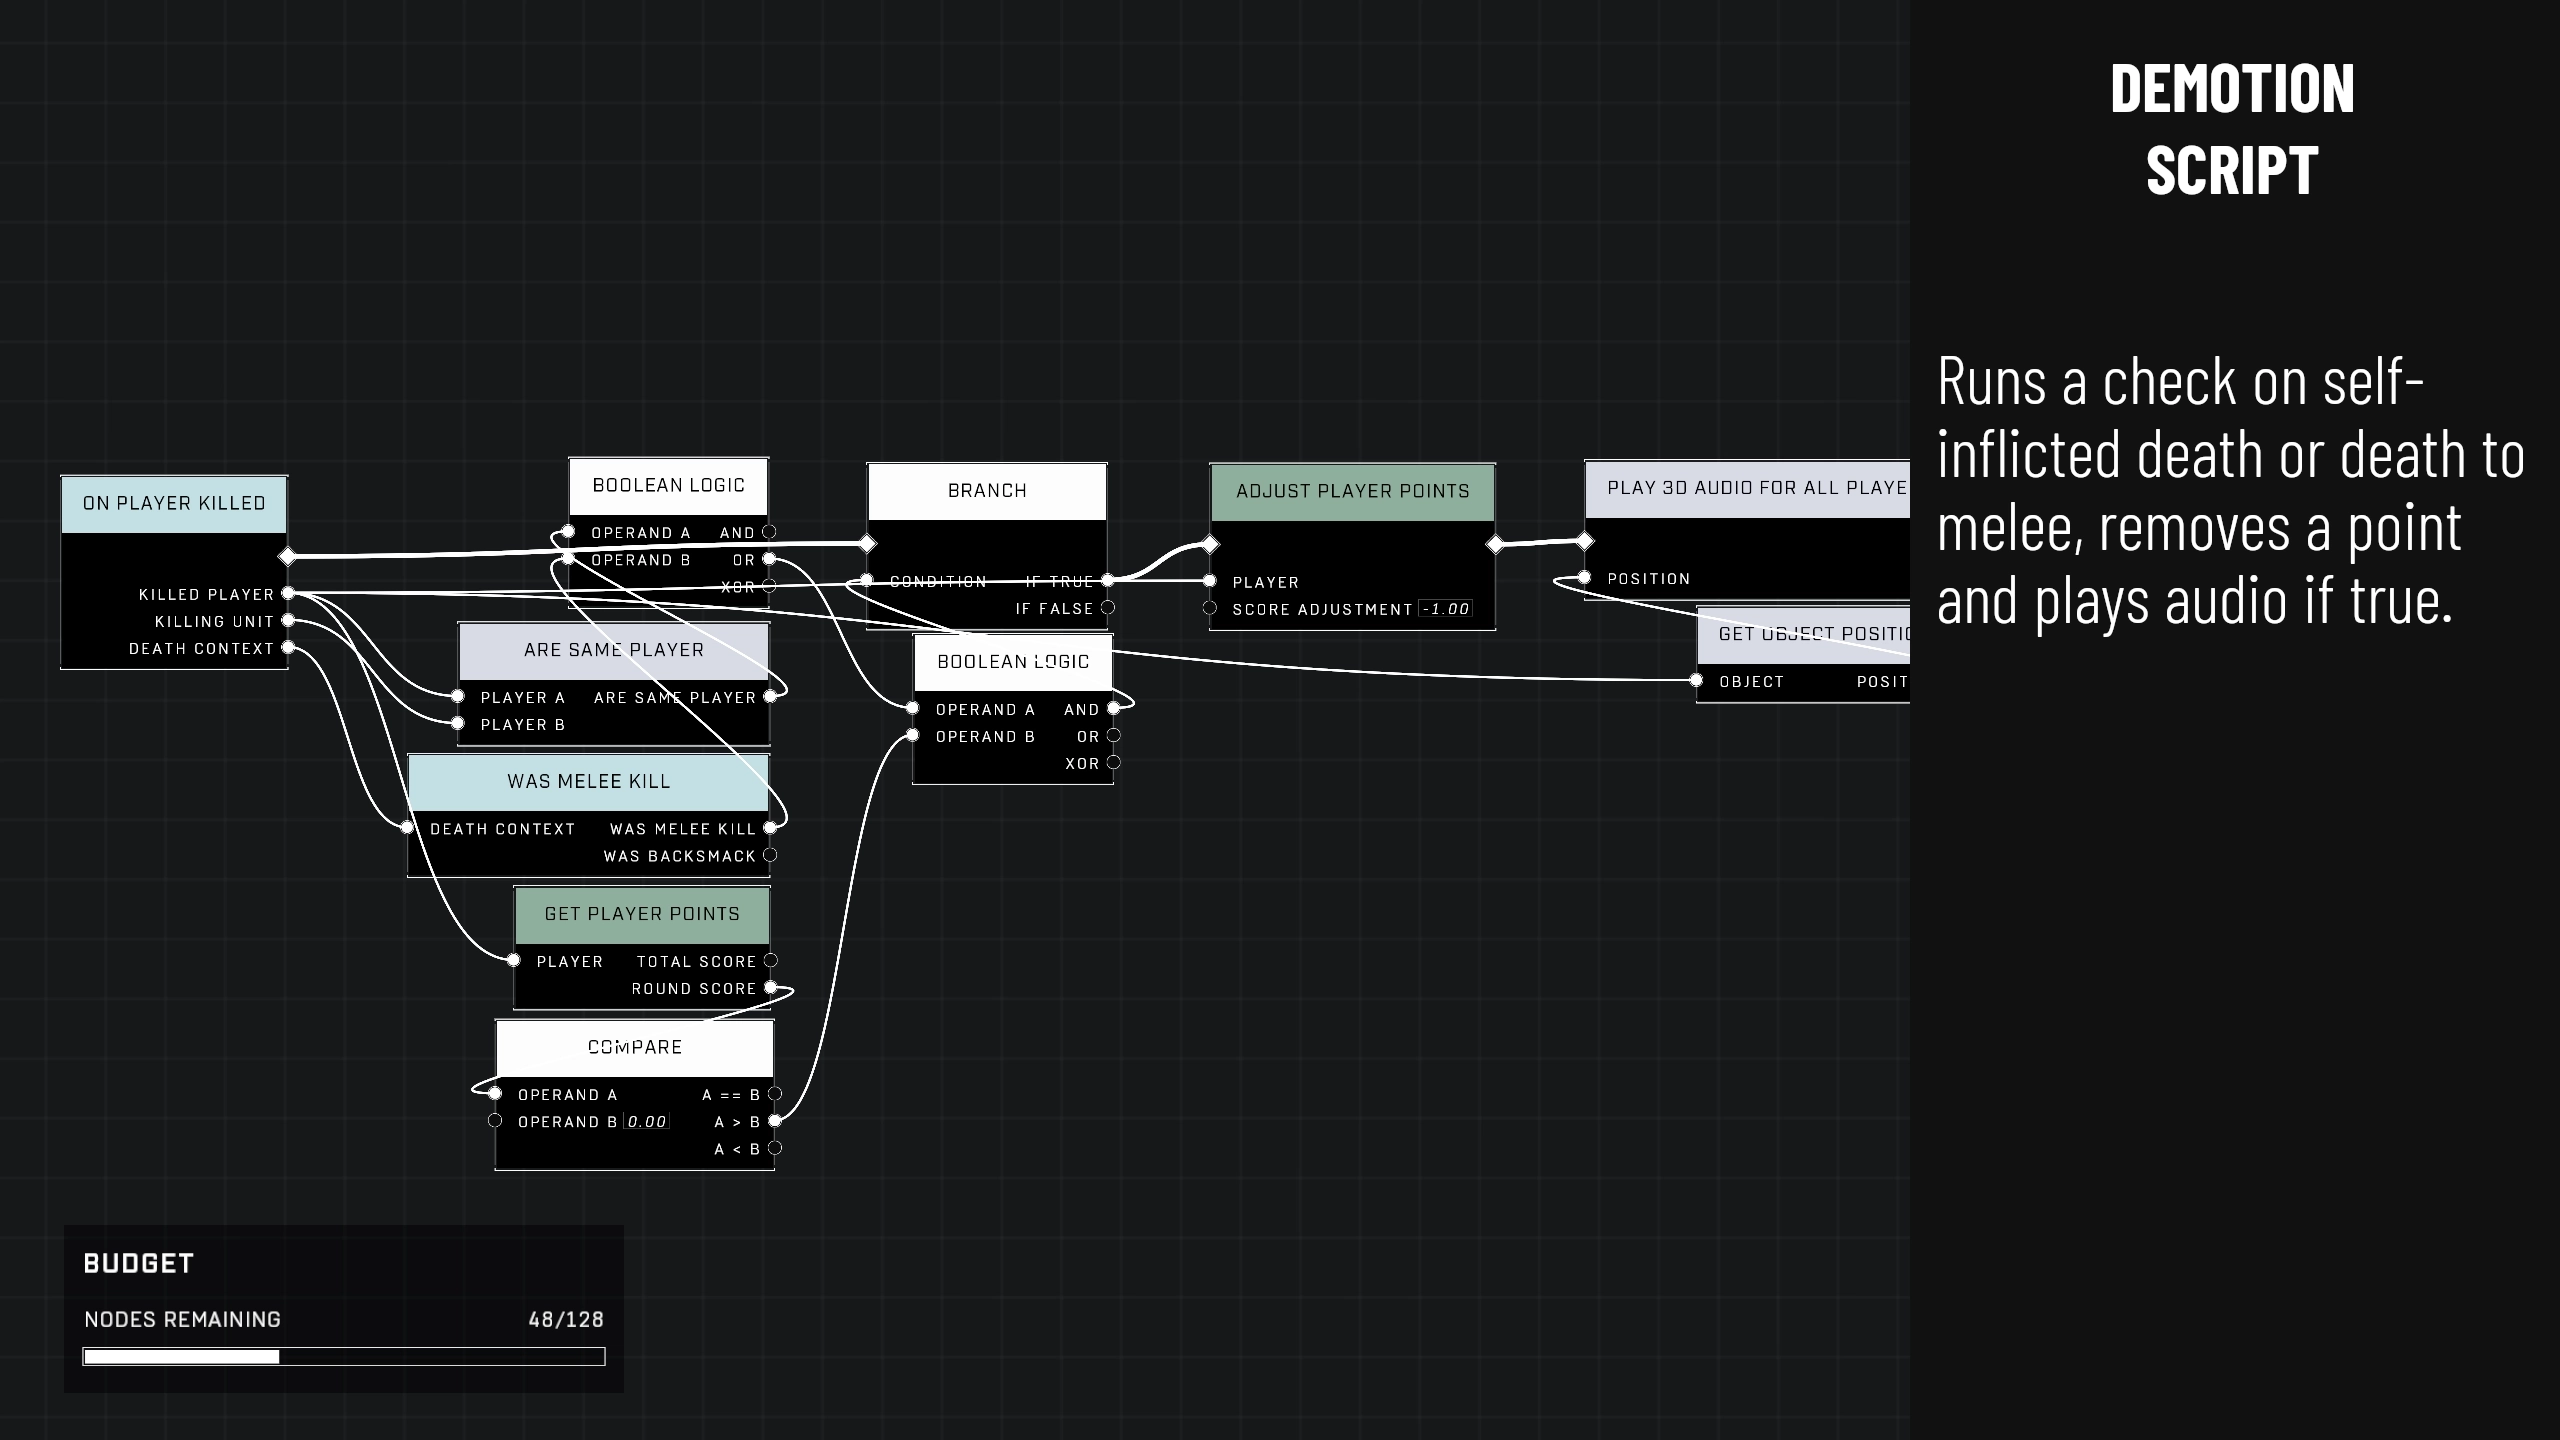 DEMOTION
SCRIPT
Runs a check on self-
inflicted death or death to
melee, removes a point
and plays audio if true.
ON PLAYER KILLED
KILLED PLAYER
KILLING UNIT
DEATH CONTEXT
BOOLEAN LOGIC
OPERAND A AND
OPERAND B OR
XOR
ARE SAME PLAYER
PLAYER A ARE SAME PLAYER
PLAYER B
WAS MELEE KILL
DEATH CONTEXT WAS MELEE KILL
WAS BACKSMACK
GET PLAYER POINTS
PLAYER TOTAL SCORE
ROUND SCORE
COMPARE
OPERAND A A == B
OPERAND B 0.00 A > B
A < B
BRANCH
CONDITION IF TRUE
IF FALSE
BOOLEAN LOGIC
OPERAND A AND
OPERAND B OR
XOR
ADJUST PLAYER POINTS
PLAYER
SCORE ADJUSTMENT -1.00
PLAY 3D AUDIO FOR ALL PLAYE
POSITION
GET OBJECT POSITIO
OBJECT POSIT
BUDGET
NODES REMAINING 48/128